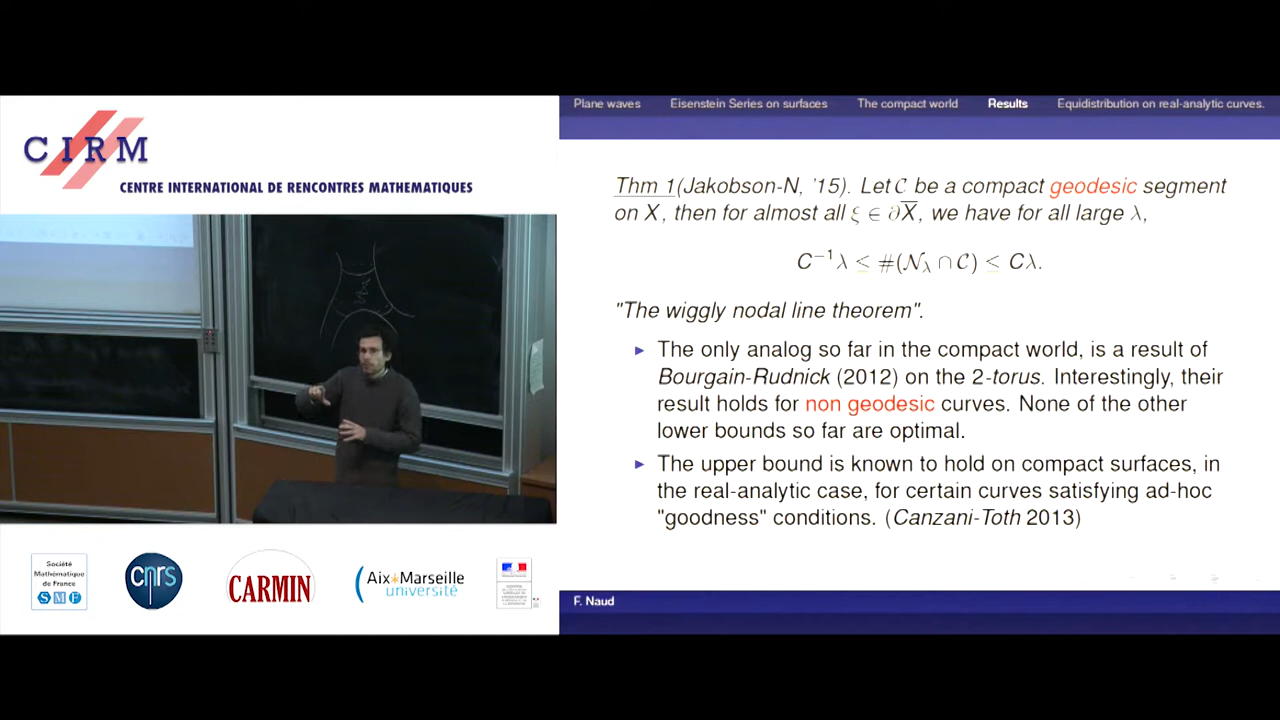 CIRM
CENTRE INTERNATIONAL DE RENCONTRES MATHEMATIQUES
Plane waves Eisenstein Series on surfaces The compact world Results Equidistribution on real-analytic curves.
Thm 1(Jakobson-N, '15). Let C be a compact geodesic segment
on X, then for almost all ξ ∈ ∂X̅, we have for all large λ,
C⁻¹λ ≤ #(𝒩_λ ∩ C) ≤ Cλ.
"The wiggly nodal line theorem".
▶ The only analog so far in the compact world, is a result of
Bourgain-Rudnick (2012) on the 2-torus. Interestingly, their
result holds for non geodesic curves. None of the other
lower bounds so far are optimal.
▶ The upper bound is known to hold on compact surfaces, in
the real-analytic case, for certain curves satisfying ad-hoc
"goodness" conditions. (Canzani-Toth 2013)
F. Naud
Société
Mathématique
de France
SMF
cnrs
CARMIN
Aix*Marseille
université